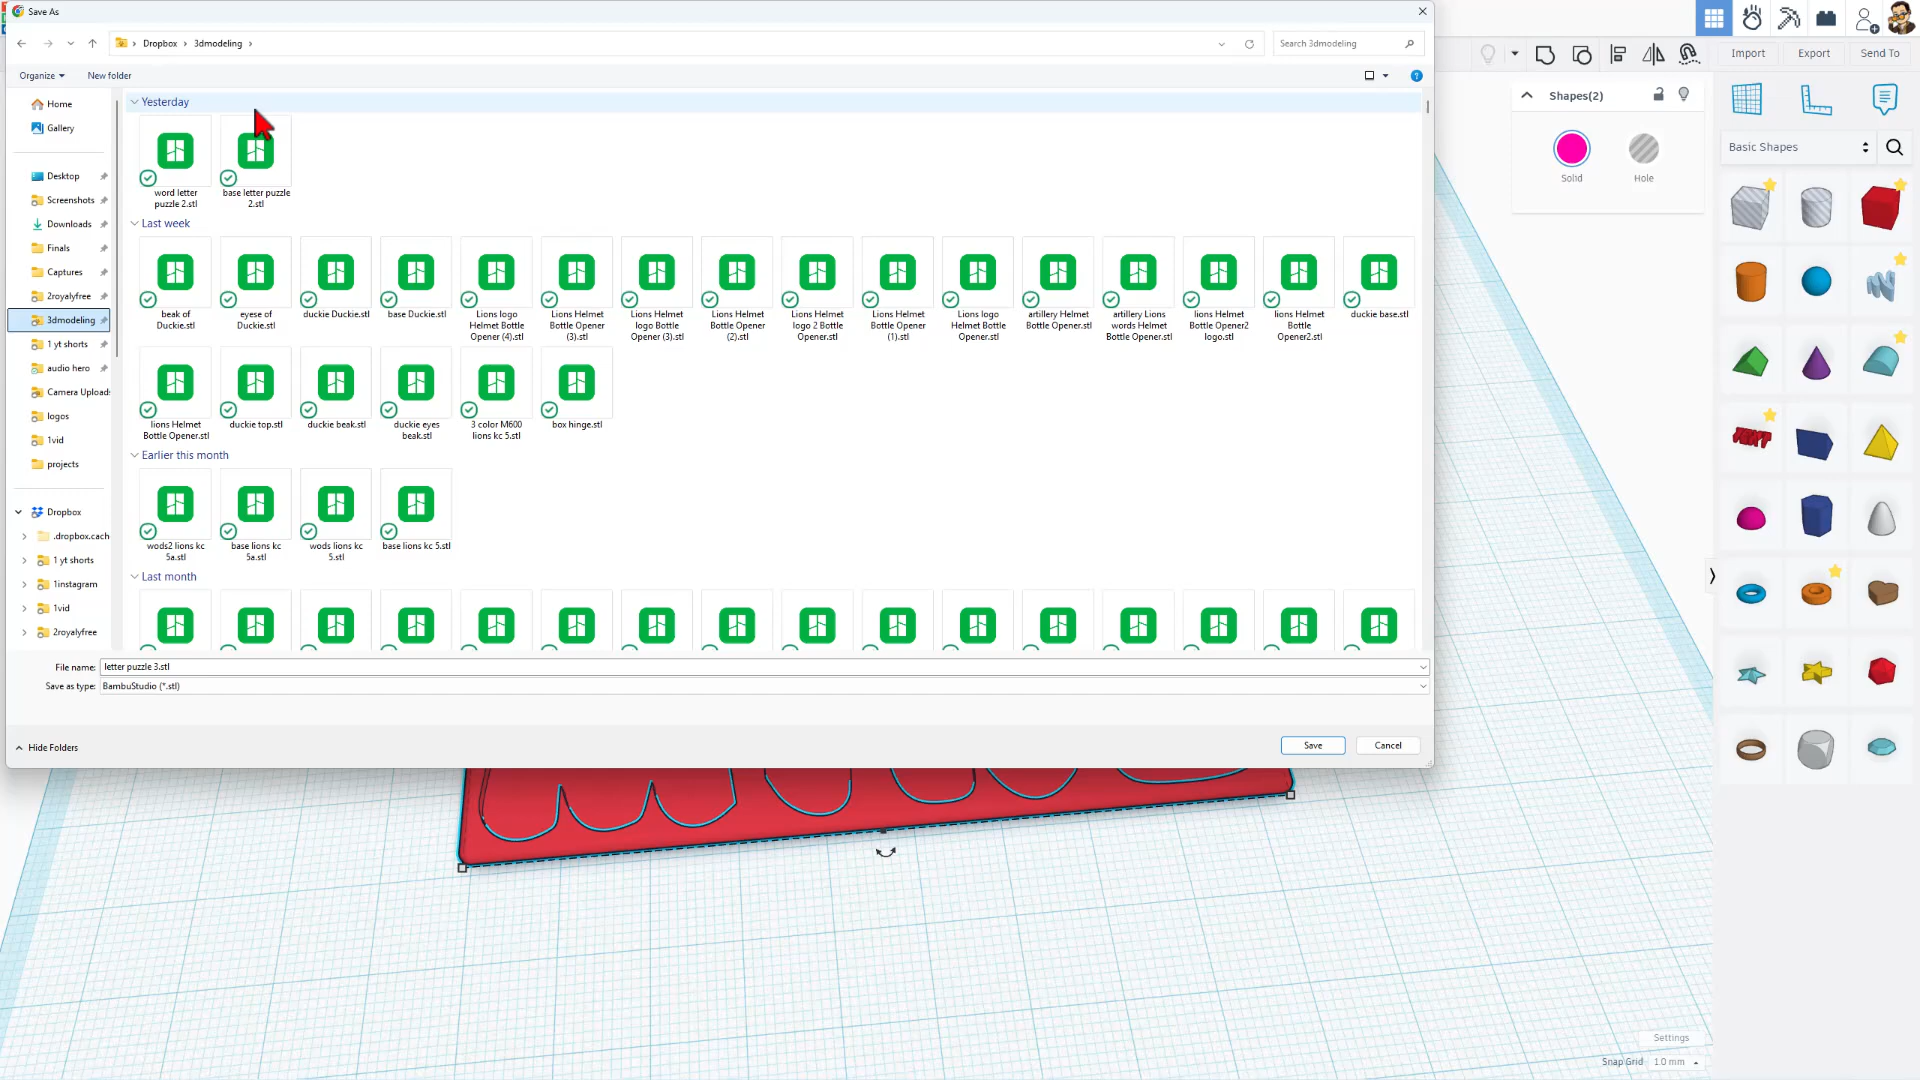 Save As
Dropbox
3dmodeling
Search 3dmodeling
Import
Export
Send To
Organize
New folder
Home
Gallery
Desktop
Screenshots
Downloads
Finals
Captures
2royalyfree
3dmodeling
1 yt shorts
audio hero
Camera Upload
logos
1vid
projects
Dropbox
.dropbox.cach
1 yt shorts
1instagram
1vid
2royalyfree
Yesterday
word letter
puzzle 2.stl
base letter puzzle
2.stl
Last week
beak of
Duckie.stl
eyese of
Duckie.stl
duckie Duckie.stl
base Duckie.stl
Lions logo
Helmet Bottle
Opener (4).stl
Lions Helmet
Bottle Opener
(3).stl
Lions Helmet
logo Bottle
Opener (3).stl
Lions Helmet
Bottle Opener
(2).stl
Lions Helmet
logo 2 Bottle
Opener.stl
Lions Helmet
Bottle Opener
(1).stl
Lions logo
Helmet Bottle
Opener.stl
artillery Helmet
Bottle Opener.stl
artillery Lions
words Helmet
Bottle Opener.stl
lions Helmet
Bottle Opener2
logo.stl
lions Helmet
Bottle
Opener2.stl
duckie base.stl
lions Helmet
Bottle Opener.stl
duckie top.stl
duckie beak.stl
duckie eyes
beak.stl
3 color M600
lions kc 5.stl
box hinge.stl
Earlier this month
wods2 lions kc
5a.stl
base lions kc
5a.stl
wods lions kc
5.stl
base lions kc 5.stl
Last month
File name:
letter puzzle 3.stl
Save as type:
BambuStudio (*.stl)
Hide Folders
Save
Cancel
Shapes(2)
Solid
Hole
Basic Shapes
TEXT
Settings
Snap Grid
1.0 mm